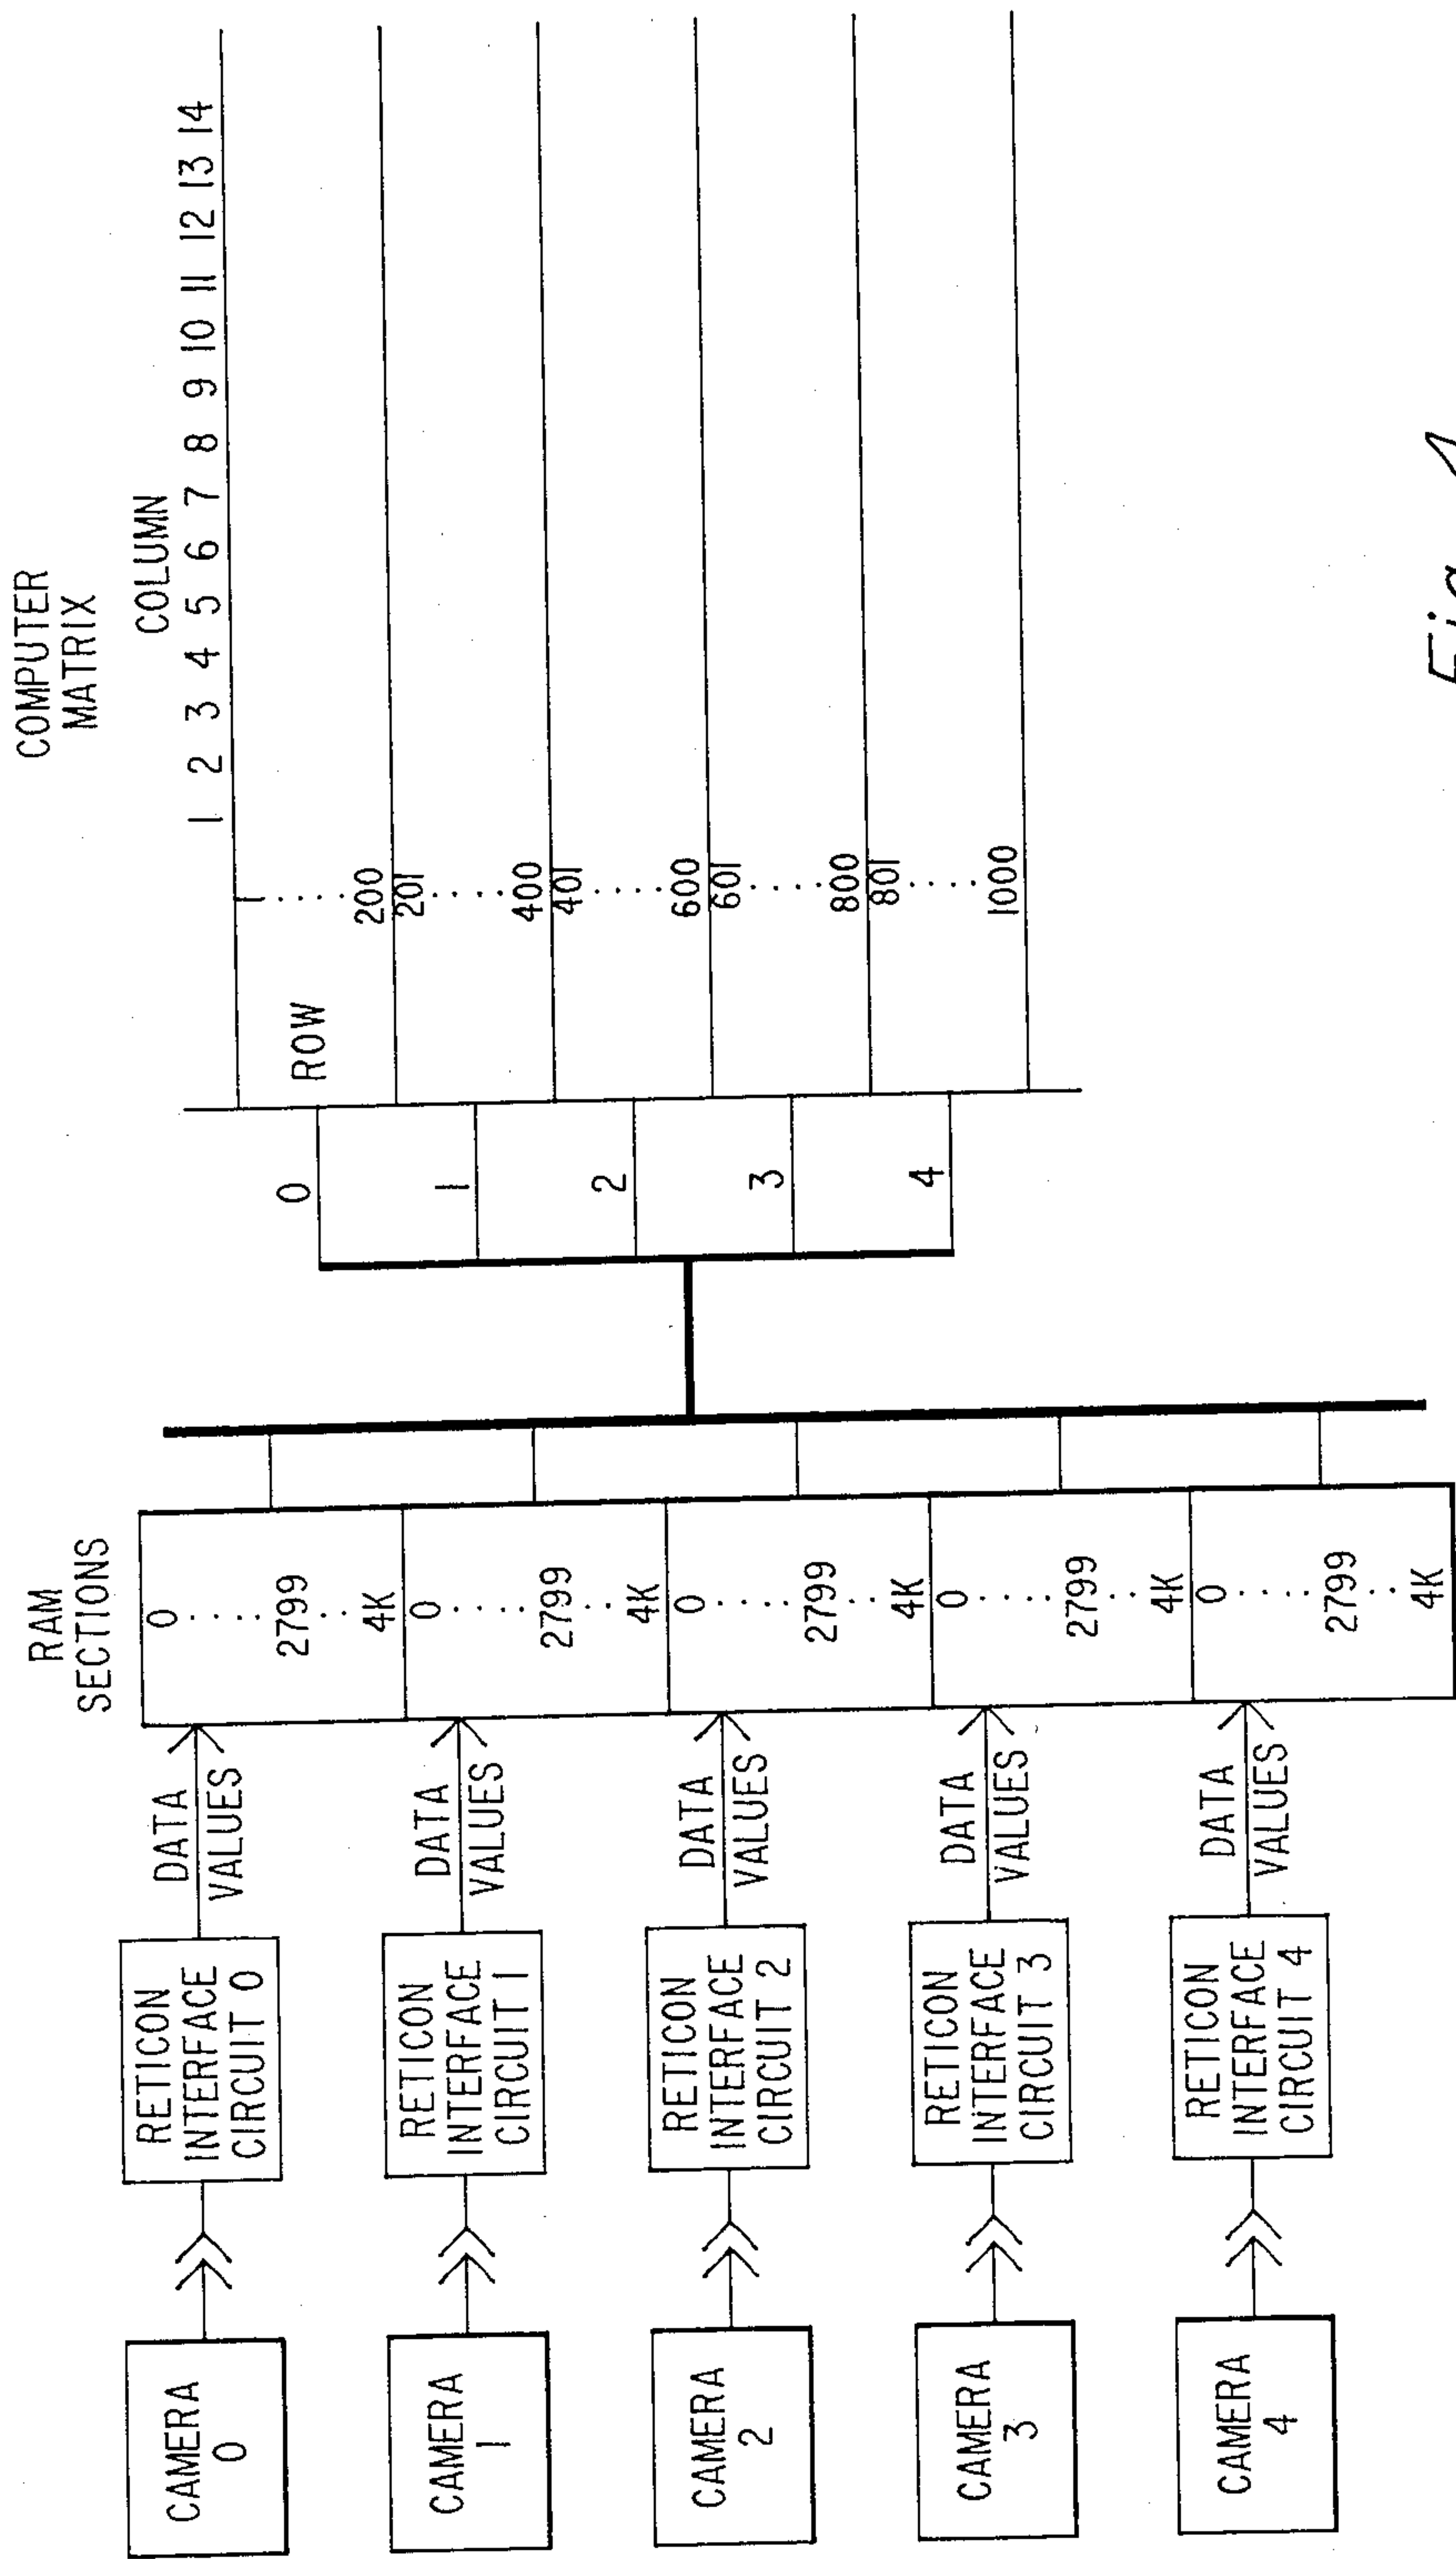 COMPUTER
MATRIX
COLUMN
1 2 3 4 5 6 7 8 9 10 11 12 13 14
ROW
1
200
201
400
401
600
601
800
801
1000
0
1
2
3
4
RAM
SECTIONS
0
2799
4K
0
2799
4K
0
2799
4K
0
2799
4K
0
2799
4K
DATA
VALUES
DATA
VALUES
DATA
VALUES
DATA
VALUES
DATA
VALUES
RETICON
INTERFACE
CIRCUIT 0
RETICON
INTERFACE
CIRCUIT 1
RETICON
INTERFACE
CIRCUIT 2
RETICON
INTERFACE
CIRCUIT 3
RETICON
INTERFACE
CIRCUIT 4
CAMERA
0
CAMERA
1
CAMERA
2
CAMERA
3
CAMERA
4
Fig. 4